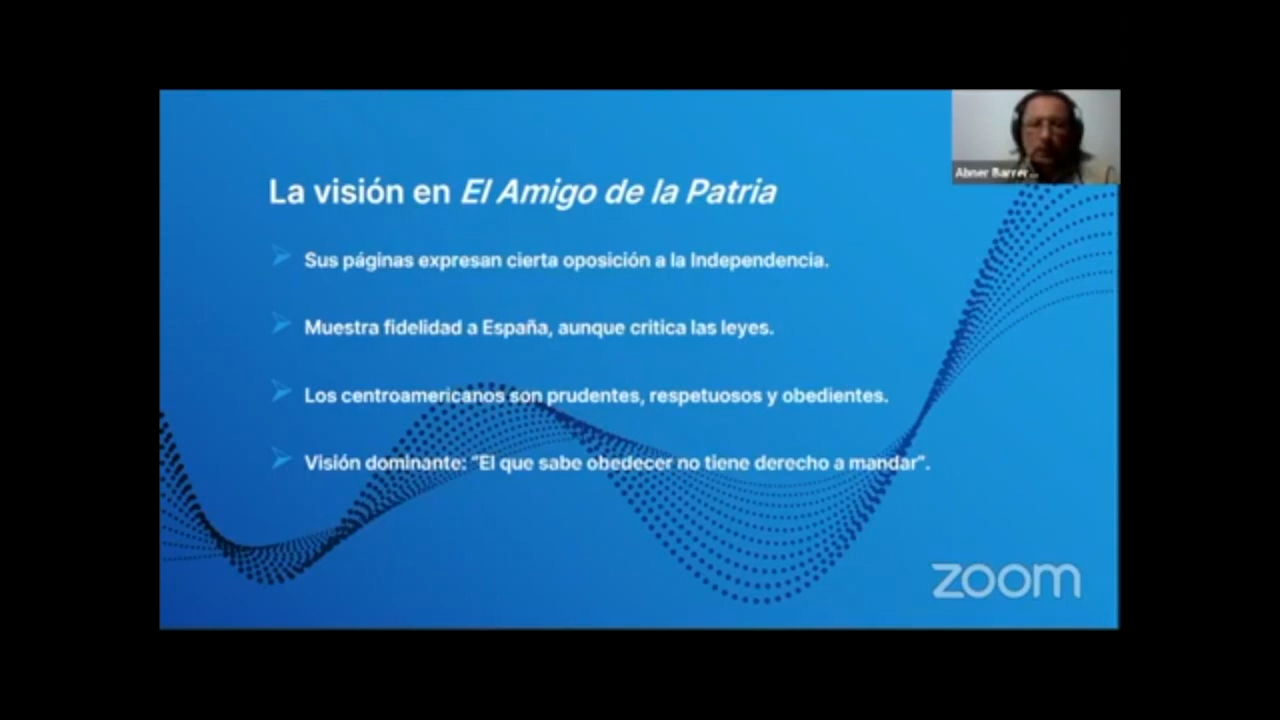 Abner Barrer...
La visión en El Amigo de la Patria
Sus páginas expresan cierta oposición a la Independencia.
Muestra fidelidad a España, aunque critica las leyes.
Los centroamericanos son prudentes, respetuosos y obedientes.
Visión dominante: “El que sabe obedecer no tiene derecho a mandar”.
zoom